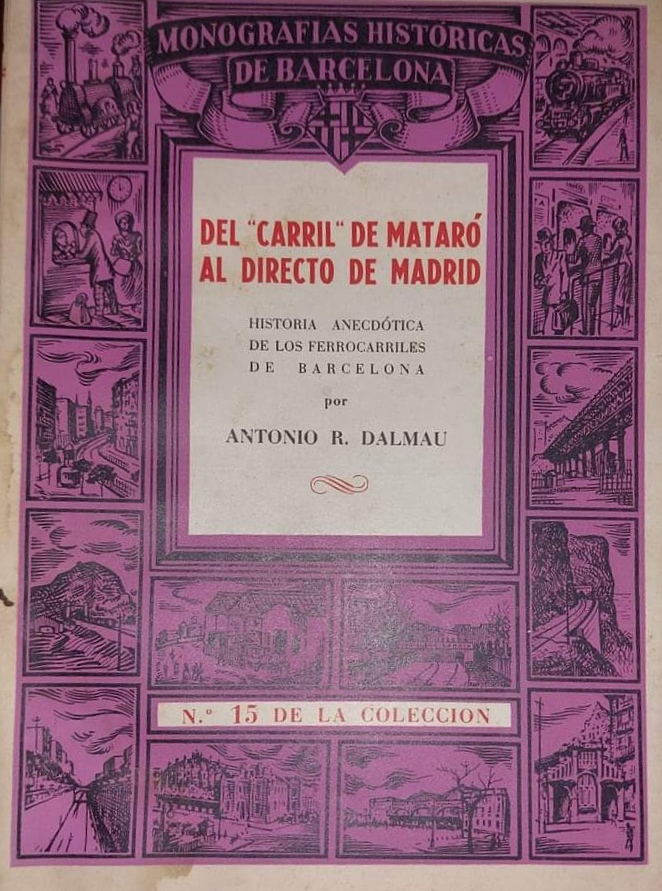 MONOGRAFIAS HISTÓRICAS
DE BARCELONA
DEL "CARRIL" DE MATARÓ
AL DIRECTO DE MADRID
HISTORIA ANECDÓTICA
DE LOS FERROCARRILES
DE BARCELONA
por
ANTONIO R. DALMAU
N.º 15 DE LA COLECCION